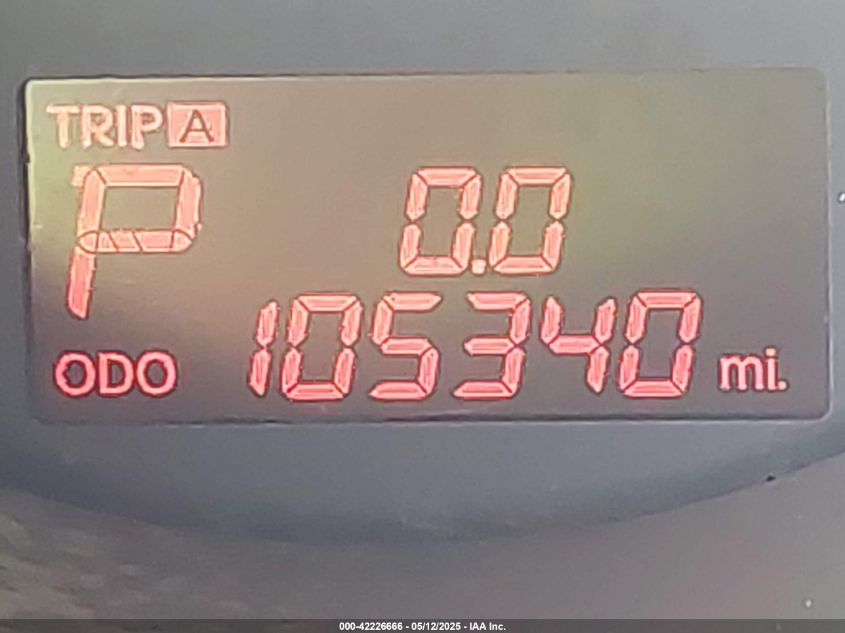 TRIP A
P 0.0
ODO 105340 mi.
000-42226666 - 05/12/2025 - IAA Inc.